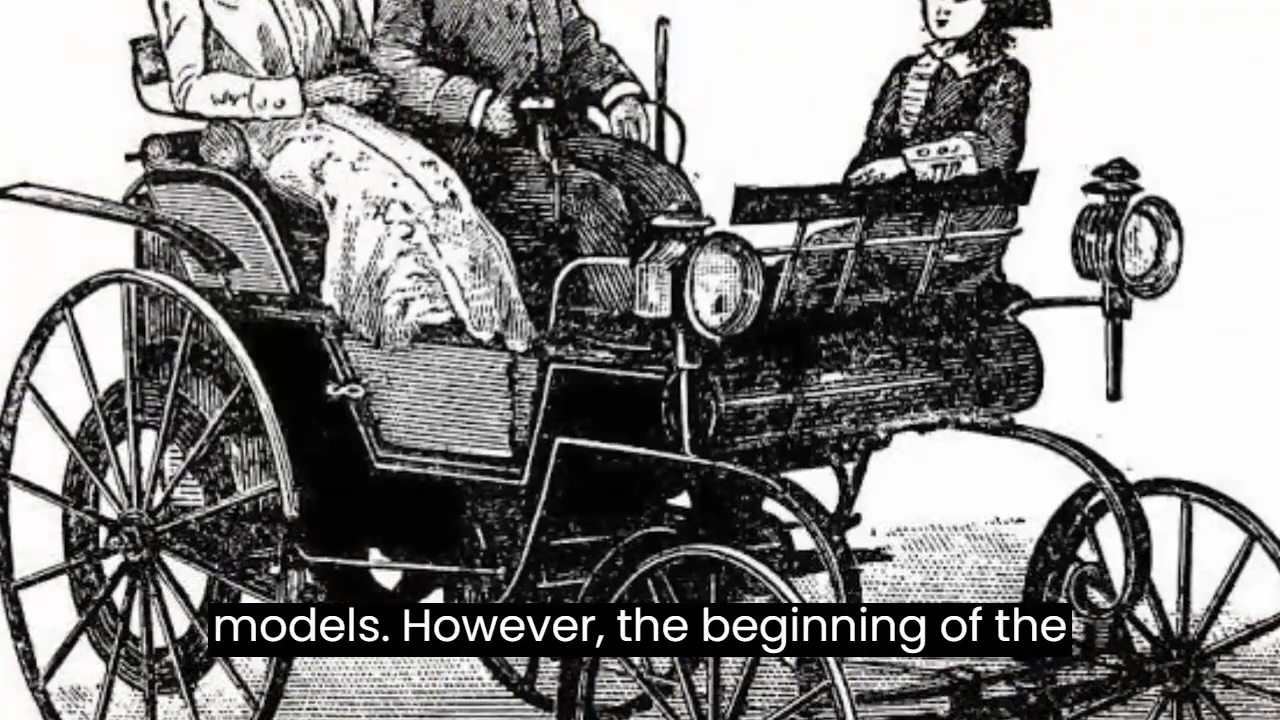 models. However, the beginning of the